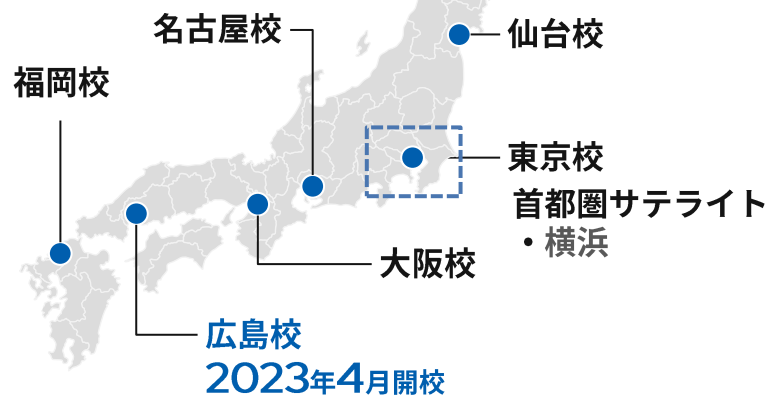 名古屋校
仙台校
福岡校
東京校
首都圏サテライト
・横浜
大阪校
広島校
2023年4月開校